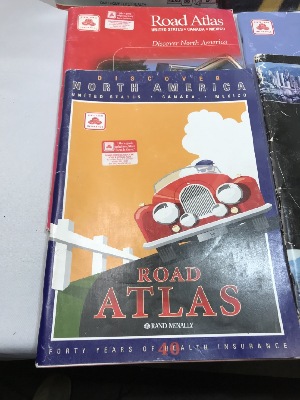 Road Atlas
UNITED STATES • CANADA • MEXICO
Discover North America
DISCOVER
NORTH AMERICA
UNITED STATES • CANADA • MEXICO
ROAD
ATLAS
RAND MCNALLY
40
FORTY YEARS OF HEALTH INSURANCE